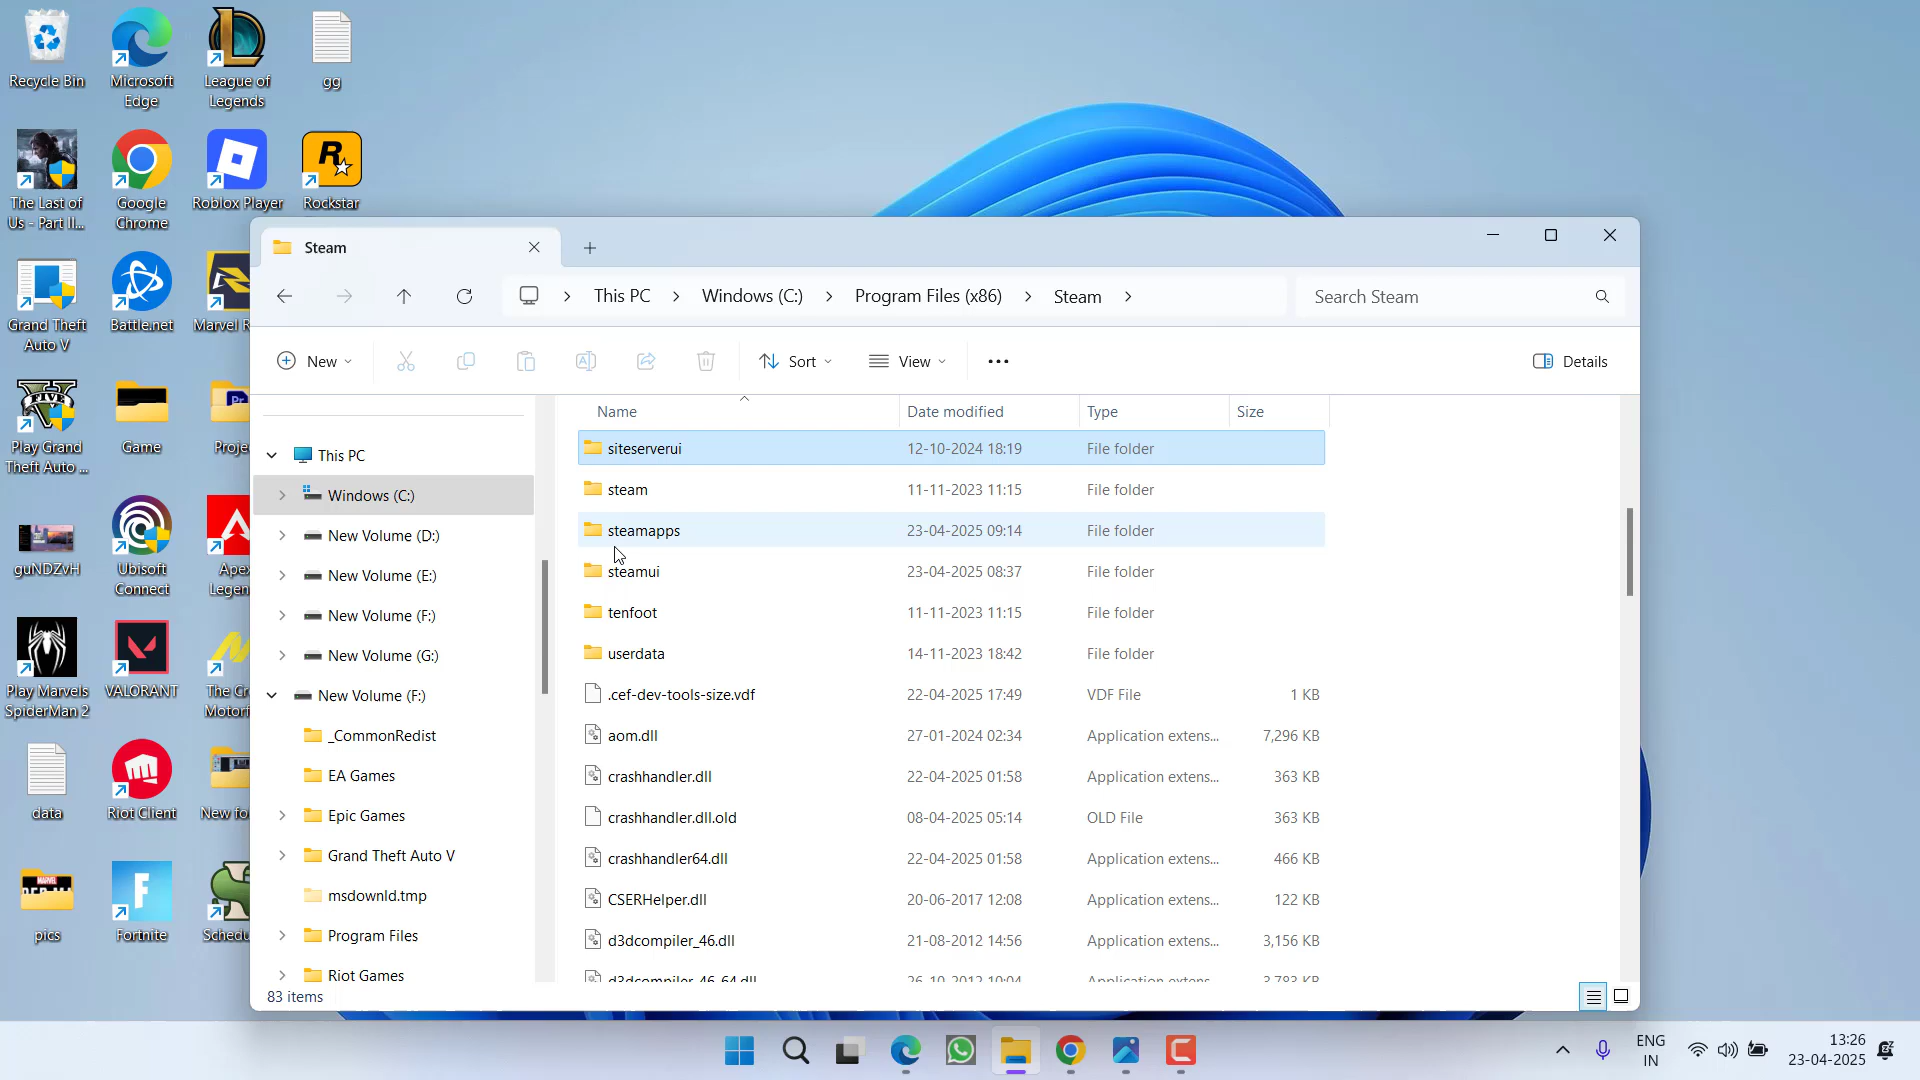 Recycle Bin
Microsoft
Edge
League of
Legends
gg
The Last of
Us - Part II...
Google
Chrome
Roblox Player
Rockstar
Grand Theft
Auto V
Battle.net
Marvel R
Play Grand
Theft Auto ...
Game
Proje
guNDZvH
Ubisoft
Connect
Apex
Legen
Play Marvels
SpiderMan 2
VALORANT
The Cr
Motorf
data
Riot Client
New fo
pics
Fortnite
Schedu
Steam
This PC
Windows (C:)
Program Files (x86)
Steam
Search Steam
New
Sort
View
Details
This PC
Windows (C:)
New Volume (D:)
New Volume (E:)
New Volume (F:)
New Volume (G:)
New Volume (F:)
_CommonRedist
EA Games
Epic Games
Grand Theft Auto V
msdownld.tmp
Program Files
Riot Games
Name Date modified Type Size
siteserverui 12-10-2024 18:19 File folder
steam 11-11-2023 11:15 File folder
steamapps 23-04-2025 09:14 File folder
steamui 23-04-2025 08:37 File folder
tenfoot 11-11-2023 11:15 File folder
userdata 14-11-2023 18:42 File folder
.cef-dev-tools-size.vdf 22-04-2025 17:49 VDF File 1 KB
aom.dll 27-01-2024 02:34 Application extens... 7,296 KB
crashhandler.dll 22-04-2025 01:58 Application extens... 363 KB
crashhandler.dll.old 08-04-2025 05:14 OLD File 363 KB
crashhandler64.dll 22-04-2025 01:58 Application extens... 466 KB
CSERHelper.dll 20-06-2017 12:08 Application extens... 122 KB
d3dcompiler_46.dll 21-08-2012 14:56 Application extens... 3,156 KB
d3dcompiler_46_64.dll 26-10-2012 10:04 Application extens... 3,783 KB
83 items
ENG
IN
13:26
23-04-2025